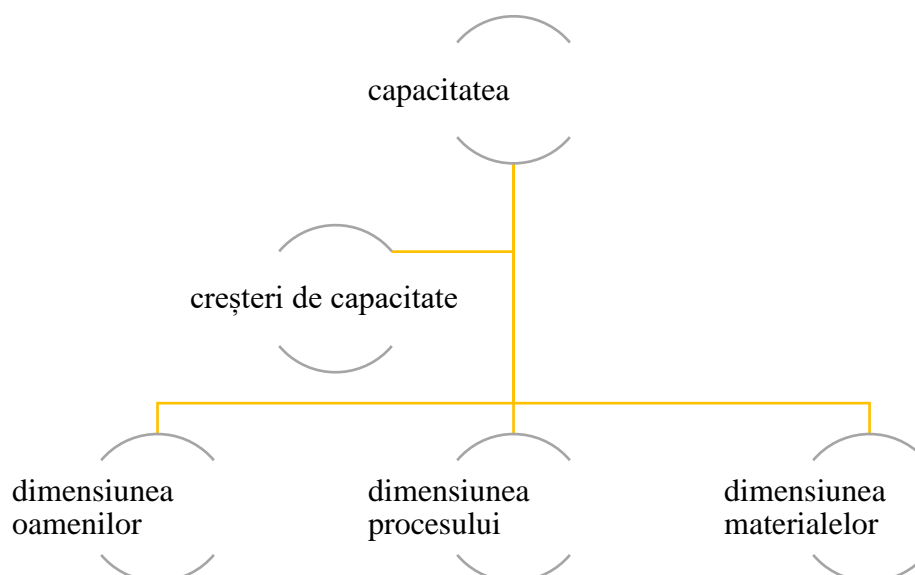 capacitatea
creșteri de capacitate
dimensiunea
oamenilor
dimensiunea
procesului
dimensiunea
materialelor